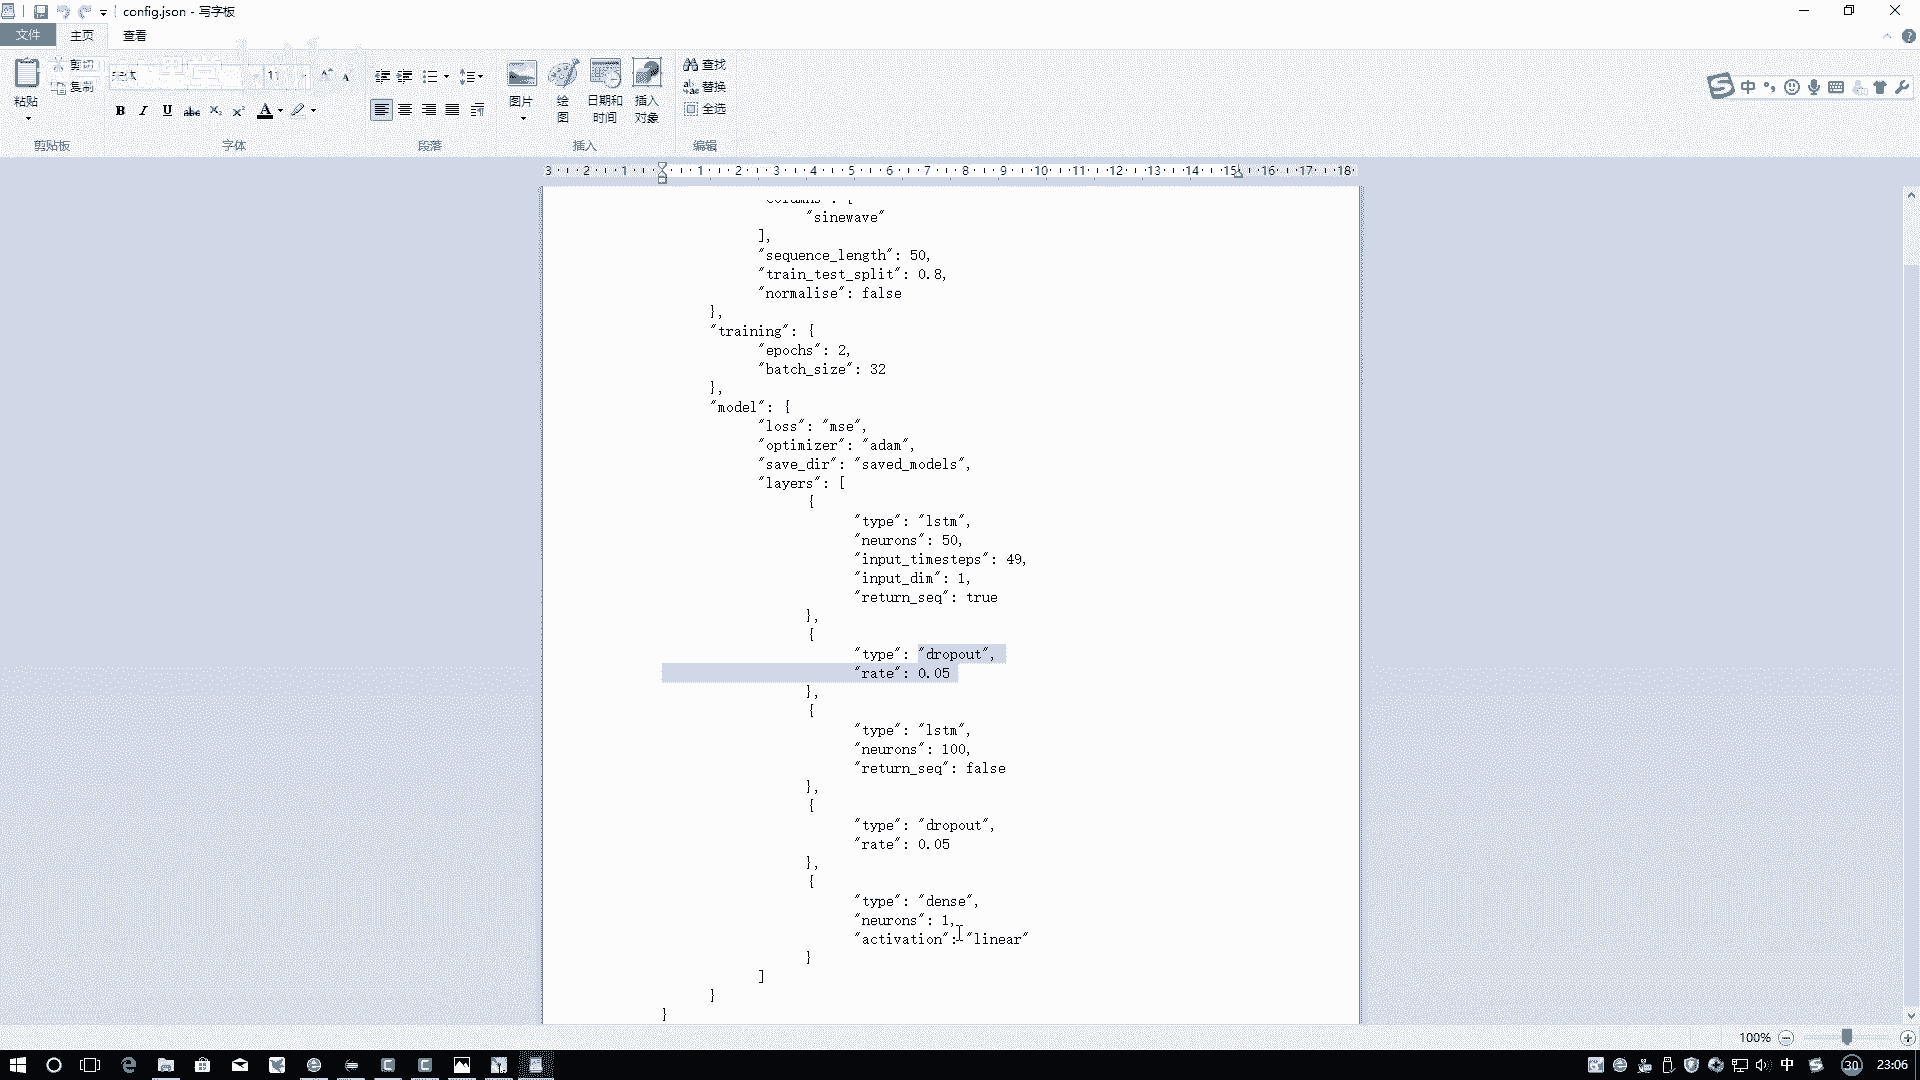 config.json - 写字板
文件 主页 查看
剪切
11
粘贴 复制
查找
替换
全选
图片 绘图 日期和时间 插入对象
剪贴板 字体 段落 插入 编辑
中
3 2 1 1 2 3 4 5 6 7 8 9 10 11 12 13 14 15 16 17 18
"sinewave"
],
"sequence_length": 50,
"train_test_split": 0.8,
"normalise": false
},
"training": {
"epochs": 2,
"batch_size": 32
},
"model": {
"loss": "mse",
"optimizer": "adam",
"save_dir": "saved_models",
"layers": [
{
"type": "lstm",
"neurons": 50,
"input_timesteps": 49,
"input_dim": 1,
"return_seq": true
},
{
"type": "dropout",
"rate": 0.05
},
{
"type": "lstm",
"neurons": 100,
"return_seq": false
},
{
"type": "dropout",
"rate": 0.05
},
{
"type": "dense",
"neurons": 1,
"activation": "linear"
}
]
}
}
100%
中 30 23:06